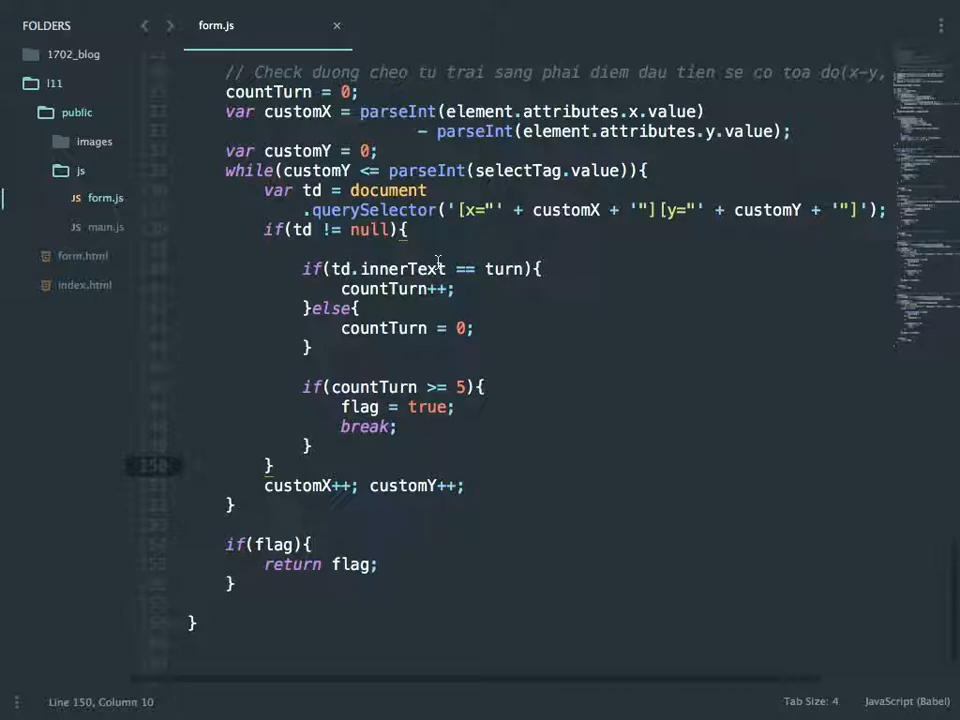 FOLDERS
1702_blog
l11
public
images
js
form.js
main.js
form.html
index.html
form.js
// Check duong cheo tu trai sang phai diem dau tien se co toa do(x-y,
countTurn = 0;
var customX = parseInt(element.attributes.x.value)
- parseInt(element.attributes.y.value);
var customY = 0;
while(customY <= parseInt(selectTag.value)){
var td = document
.querySelector('[x="' + customX + '"][y="' + customY + '"]');
if(td != null){
if(td.innerText == turn){
countTurn++;
}else{
countTurn = 0;
}
if(countTurn >= 5){
flag = true;
break;
}
}
customX++; customY++;
}
if(flag){
return flag;
}
}
150
Line 150, Column 10
Tab Size: 4
JavaScript (Babel)